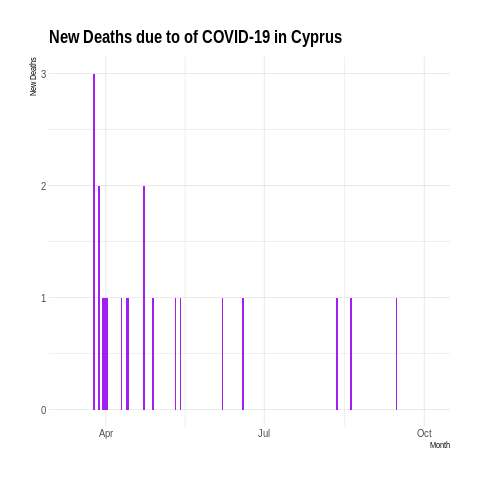 New Deaths due to of COVID-19 in Cyprus
New Deaths
3
2
1
0
Apr
Jul
Oct
Month